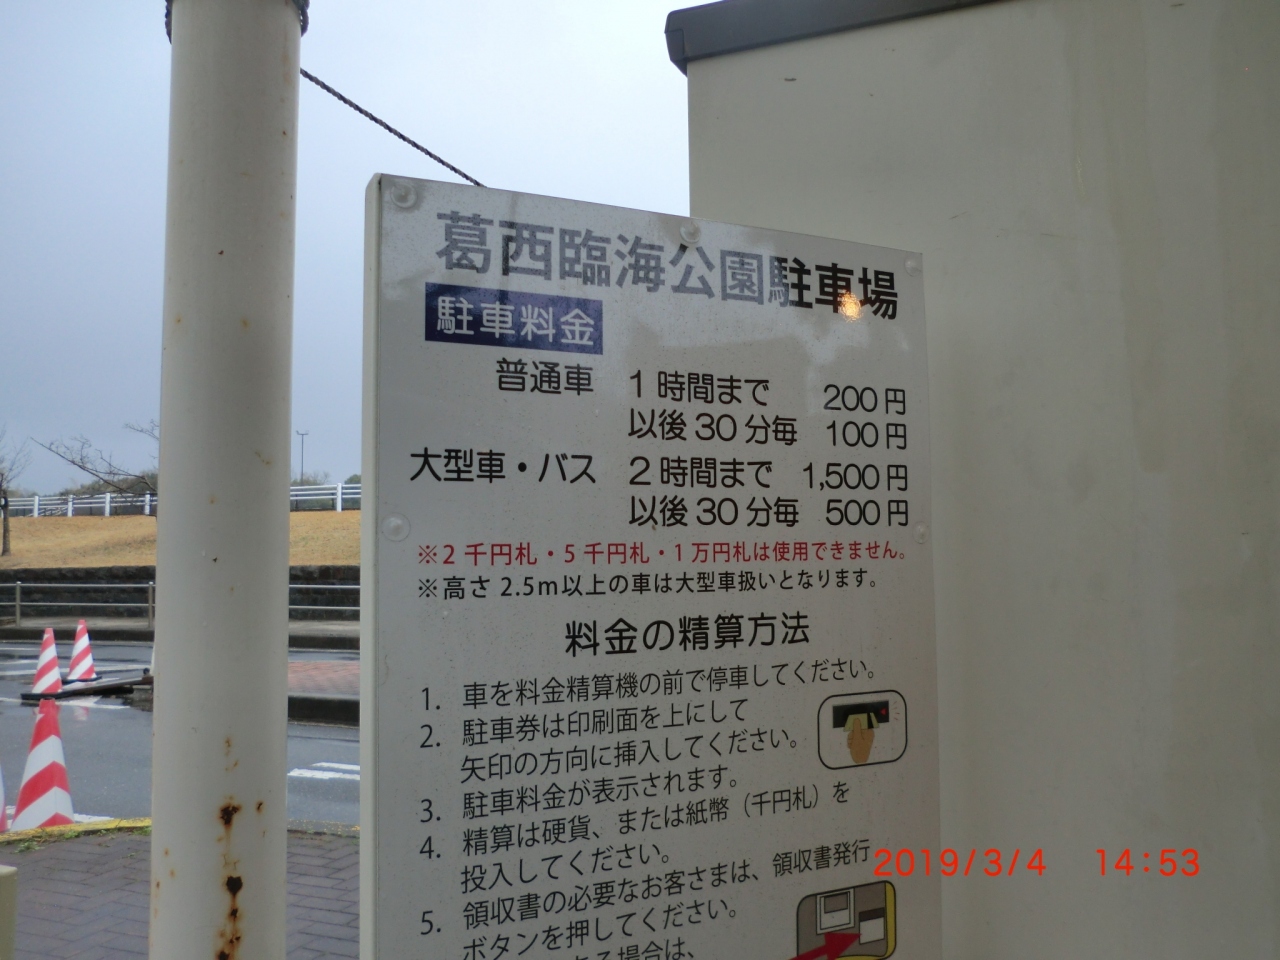 葛西臨海公園駐車場
駐車料金
普通車 1時間まで 200円
以後30分毎 100円
大型車・バス 2時間まで 1,500円
以後30分毎 500円
※2千円札・5千円札・1万円札は使用できません。
※高さ2.5m以上の車は大型車扱いとなります。
料金の精算方法
1. 車を料金精算機の前で停車してください。
2. 駐車券は印刷面を上にして
矢印の方向に挿入してください。
3. 駐車料金が表示されます。
4. 精算は硬貨、または紙幣（千円札）を
投入してください。
5. 領収書の必要なお客さまは、領収書発行
ボタンを押してください。
場合は、
2019/3/4 14:53